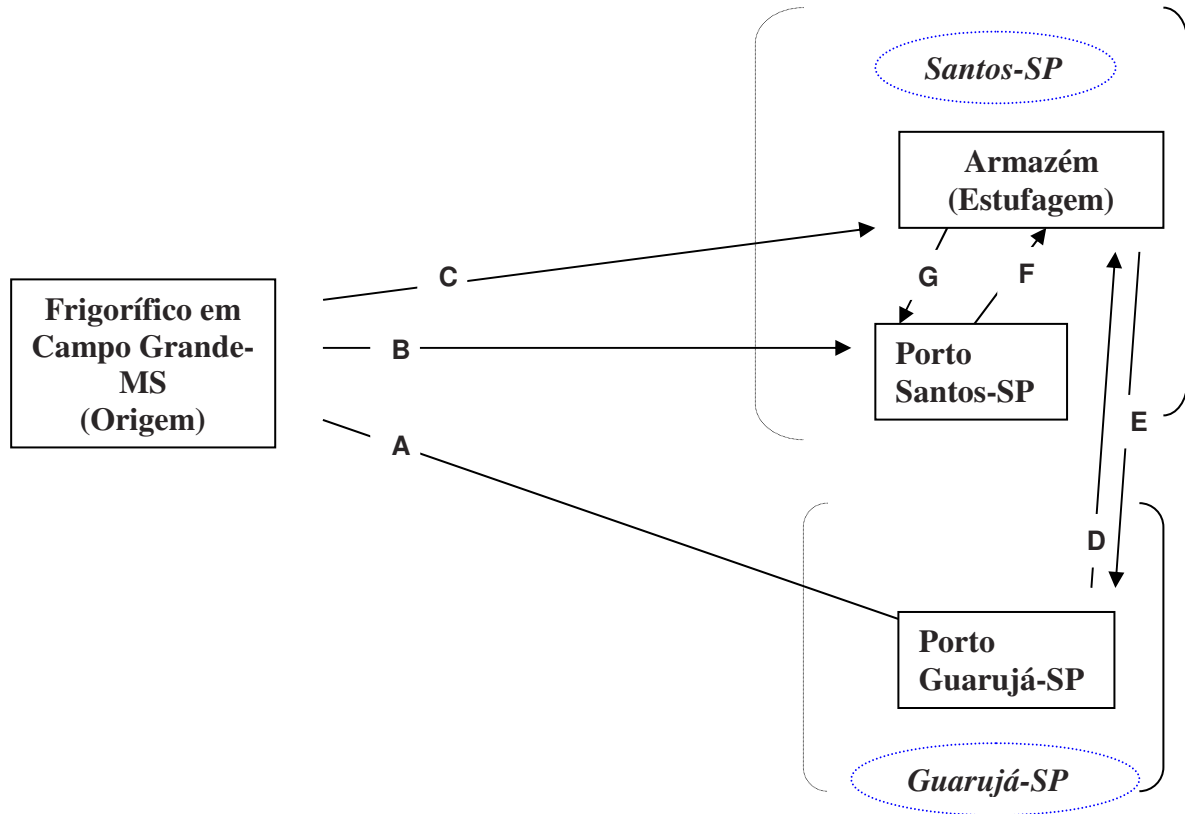 Santos-SP
Armazém
(Estufagem)
C
G
F
Frigorífico em
Campo Grande-
MS
(Origem)
B
Porto
Santos-SP
A
E
D
Porto
Guarujá-SP
Guarujá-SP